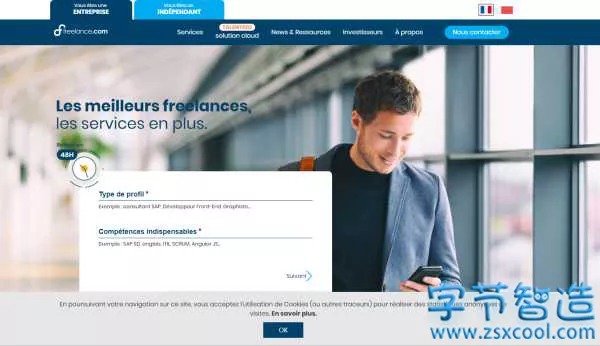 Vous êtes une
ENTREPRISE
Vous êtes un
INDÉPENDANT
freelance.com
Services
solution cloud
News & Ressources
Investisseurs
À propos
Nous contacter
Les meilleurs freelances,
les services en plus.
48H
Type de profil *
Exemple : consultant SAP, Développeur Front-End, Graphiste...
Compétences indispensables *
Exemple : SAP SD, anglais, ITIL, SCRUM, Angular JS...
Suivant
En poursuivant votre navigation sur ce site, vous acceptez l'utilisation de Cookies (ou autres traceurs) pour réaliser des statistiques anonymes de
visites. En savoir plus.
OK
字节智造
www.zsxcool.com